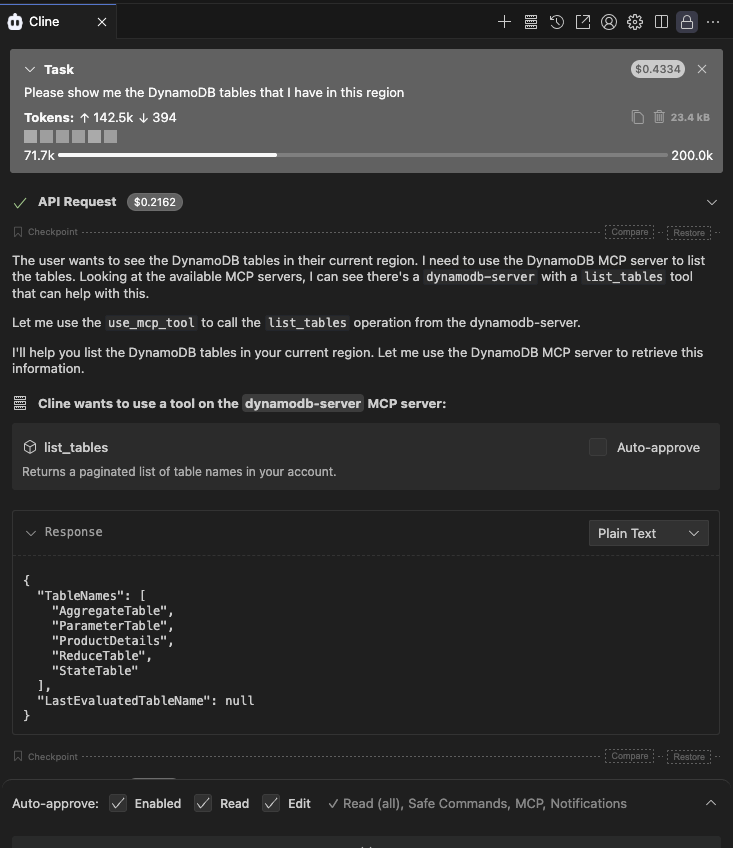 Cline
Task
$0.4334
Please show me the DynamoDB tables that I have in this region
Tokens: ↑ 142.5k ↓ 394
23.4 kB
71.7k 200.0k
API Request $0.2162
Checkpoint Compare Restore
The user wants to see the DynamoDB tables in their current region. I need to use the DynamoDB MCP server to list
the tables. Looking at the available MCP servers, I can see there's a dynamodb-server with a list_tables tool
that can help with this.
Let me use the use_mcp_tool to call the list_tables operation from the dynamodb-server.
I'll help you list the DynamoDB tables in your current region. Let me use the DynamoDB MCP server to retrieve this
information.
Cline wants to use a tool on the dynamodb-server MCP server:
list_tables Auto-approve
Returns a paginated list of table names in your account.
Response Plain Text
{
"TableNames": [
"AggregateTable",
"ParameterTable",
"ProductDetails",
"ReduceTable",
"StateTable"
],
"LastEvaluatedTableName": null
}
Checkpoint Compare Restore
Auto-approve: Enabled Read Edit ✓ Read (all), Safe Commands, MCP, Notifications